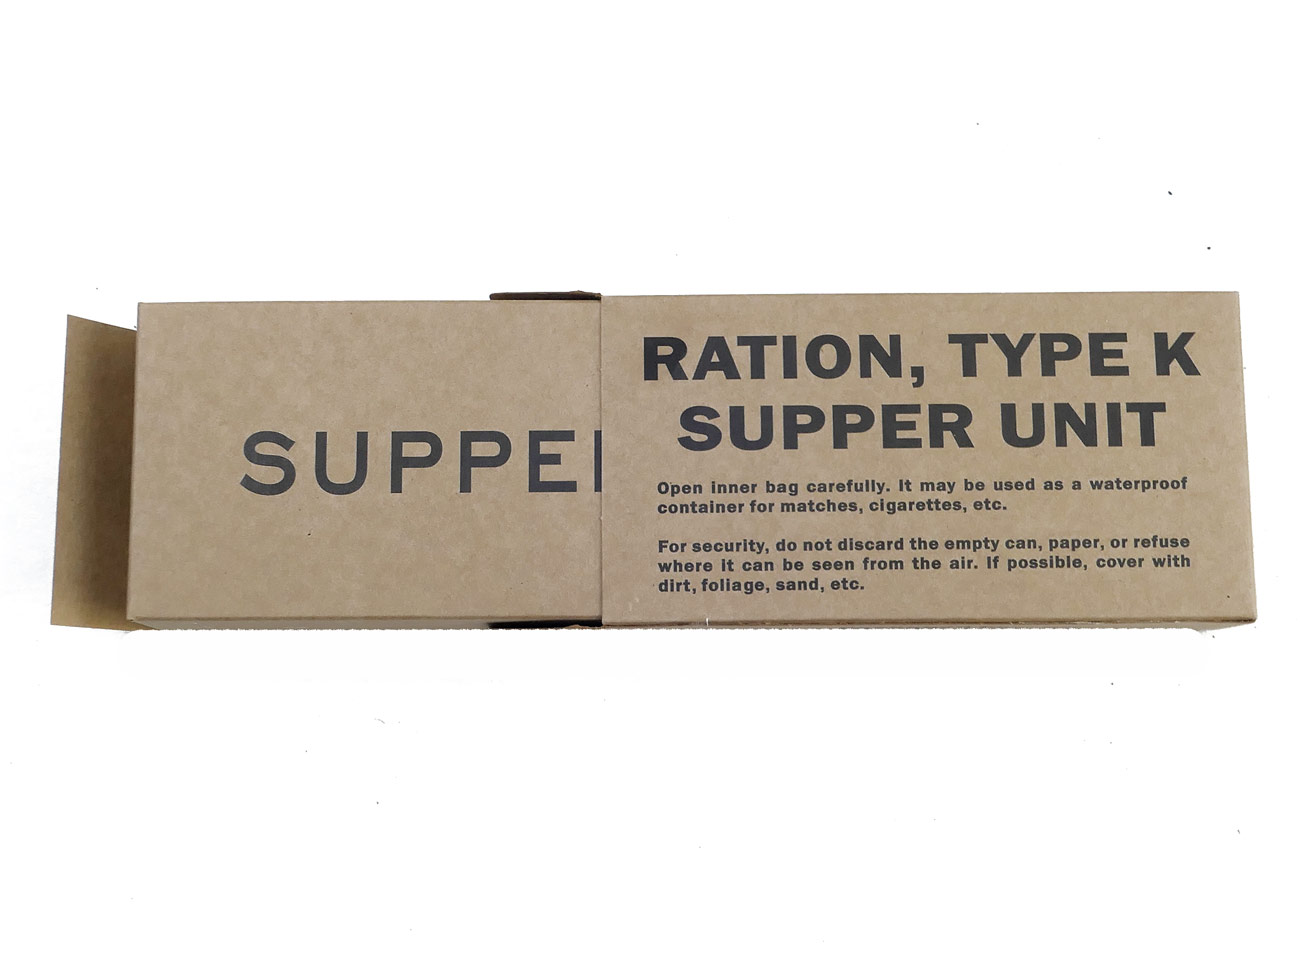 SUPPER
RATION, TYPE K
SUPPER UNIT
Open inner bag carefully. It may be used as a waterproof
container for matches, cigarettes, etc.
For security, do not discard the empty can, paper, or refuse
where it can be seen from the air. If possible, cover with
dirt, foliage, sand, etc.